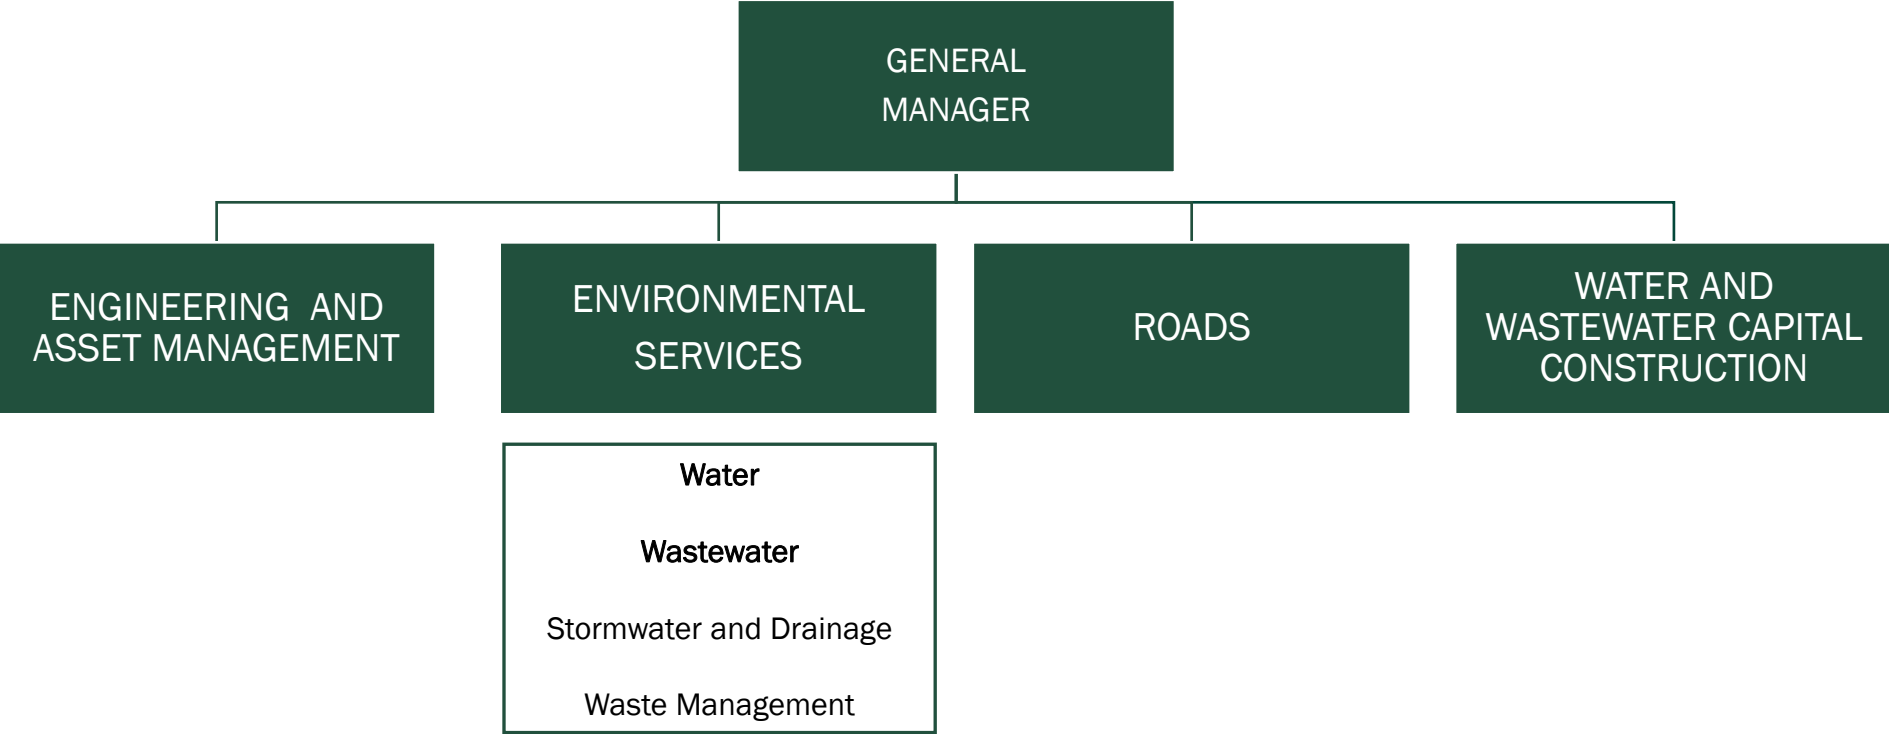 GENERAL
MANAGER
ENGINEERING  AND
ASSET MANAGEMENT
ENVIRONMENTAL
SERVICES
ROADS
WATER AND
WASTEWATER CAPITAL
CONSTRUCTION
Water
Wastewater
Stormwater and Drainage
Waste Management